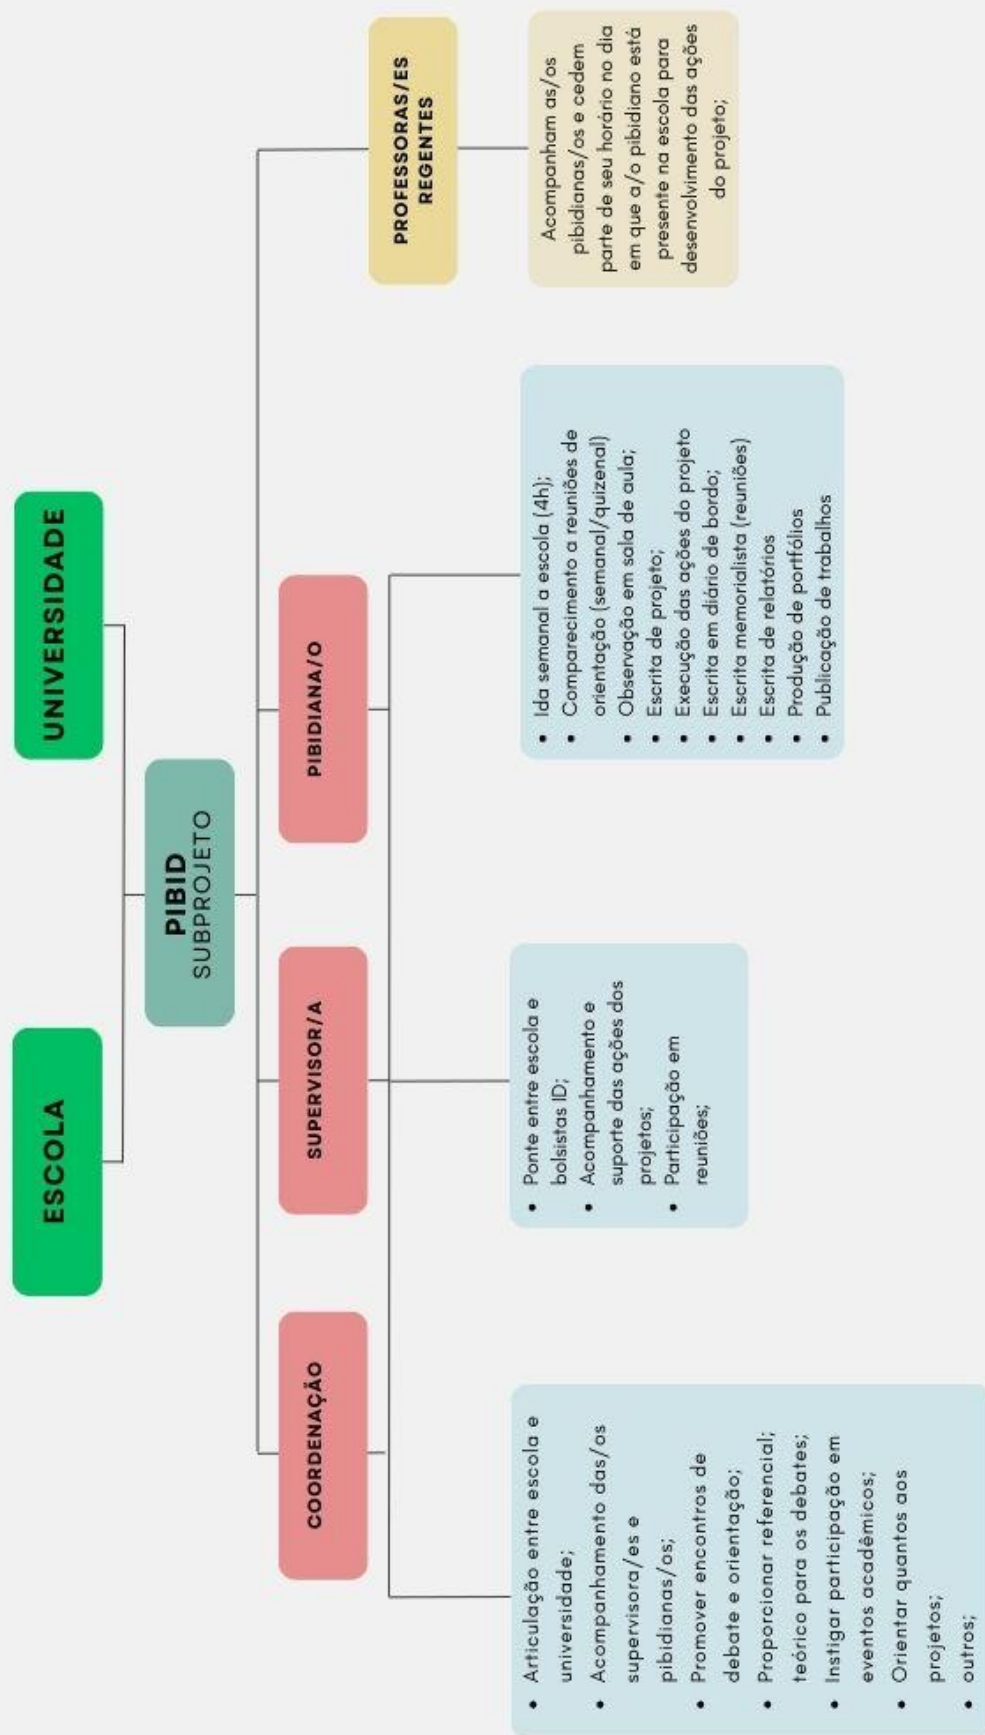 ESCOLA
UNIVERSIDADE
PIBID
SUBPROJETO
COORDENAÇÃO
SUPERVISOR/A
PIBIDIANA/O
PROFESSORAS/ES
REGENTES
• Articulação entre escola e
universidade;
• Acompanhamento das/os
supervisora/es e
pibidianas/os;
• Promover encontros de
debate e orientação;
• Proporcionar referencial;
teórico para os debates;
• Instigar participação em
eventos acadêmicos;
• Orientar quantos aos
projetos;
• outros;
• Ponte entre escola e
bolsistas ID;
• Acompanhamento e
suporte das ações dos
projetos;
• Participação em
reuniões;
• Ida semanal a escola (4h);
• Comparecimento a reuniões de
orientação (semanal/quizenal)
• Observação em sala de aula;
• Escrita de projeto;
• Execução das ações do projeto
• Escrita em diário de bordo;
• Escrita memorialista (reuniões)
• Escrita de relatórios
• Produção de portfólios
• Publicação de trabalhos
Acompanham as/os
pibidianas/os e cedem
parte de seu horário no dia
em que a/o pibidiano está
presente na escola para
desenvolvimento das ações
do projeto;